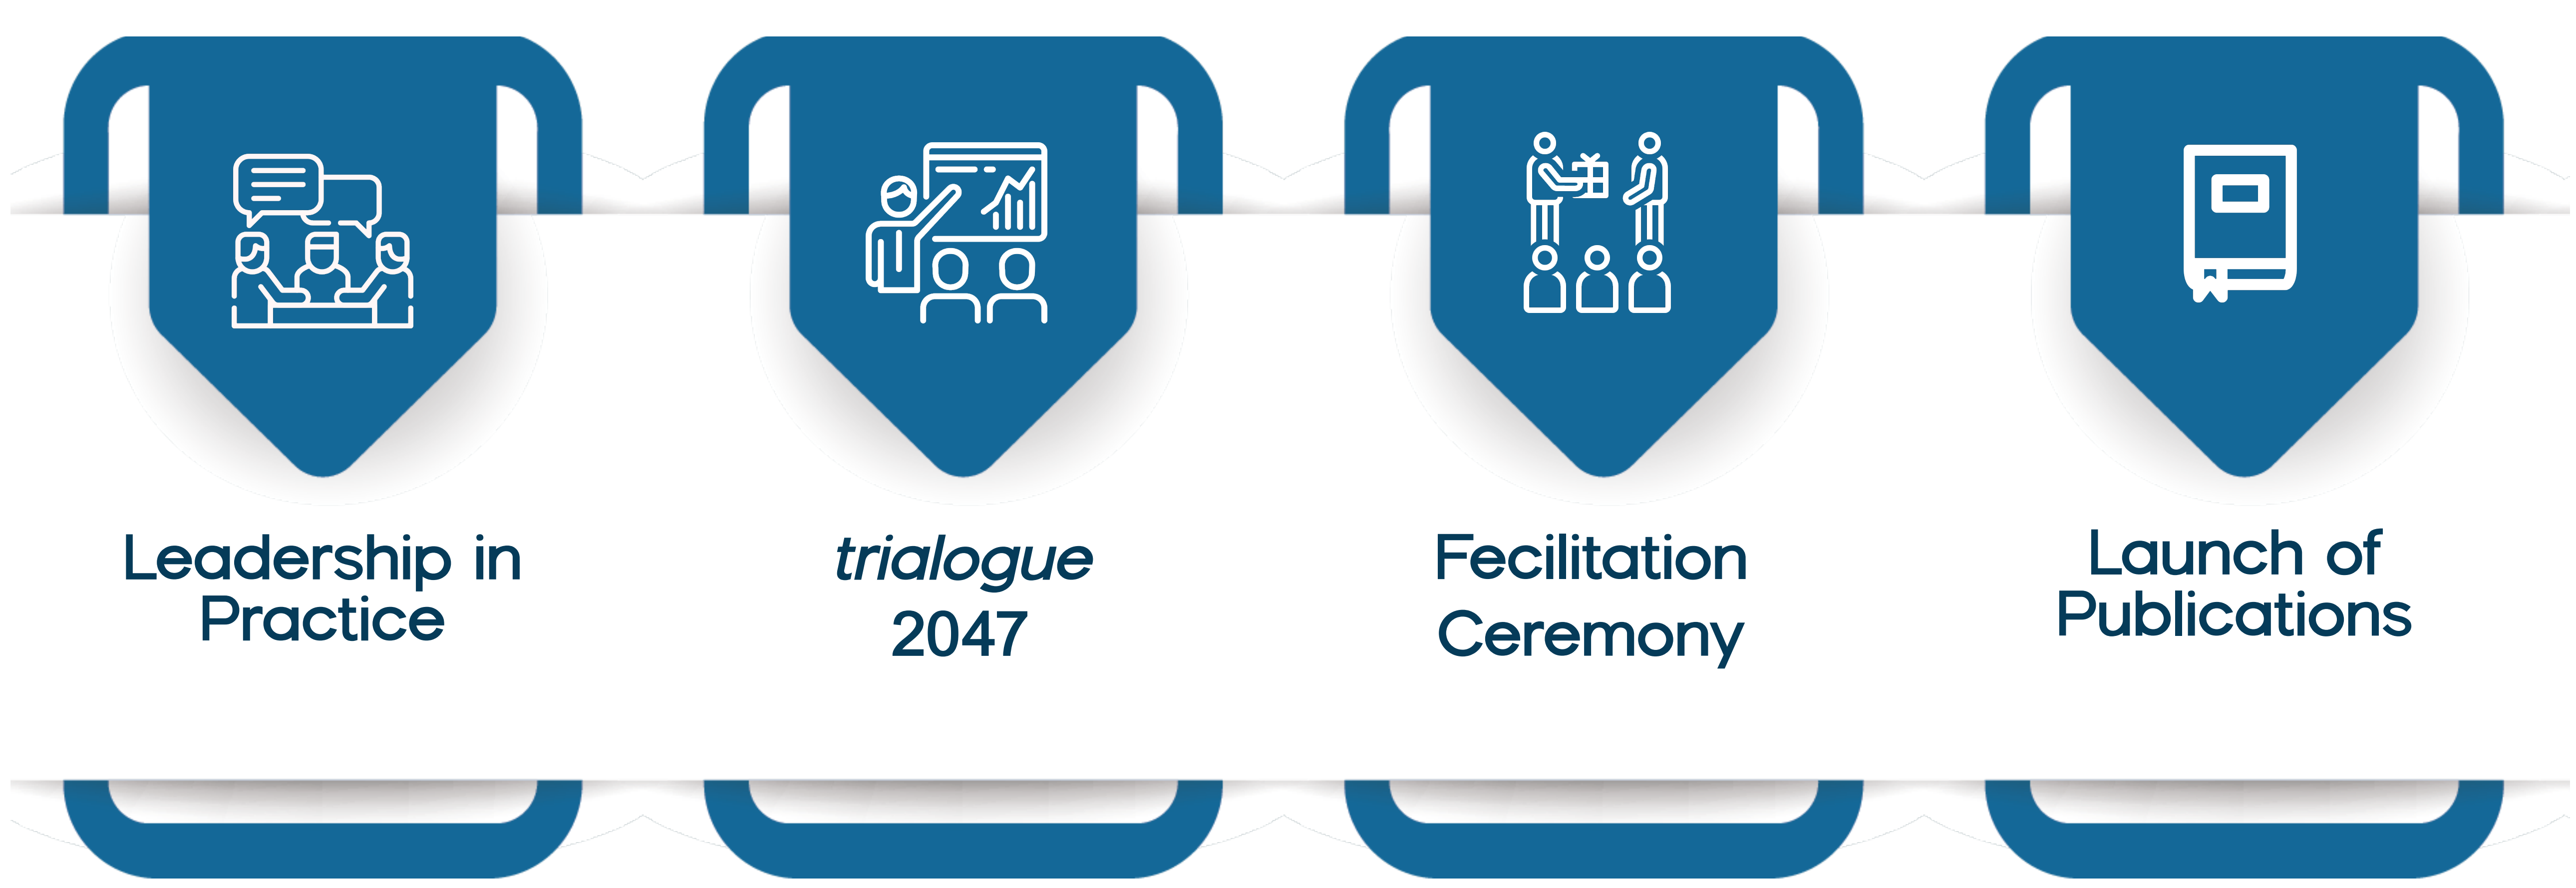 Leadership in
Practice
trialogue
2047
Fecilitation
Ceremony
Launch of
Publications